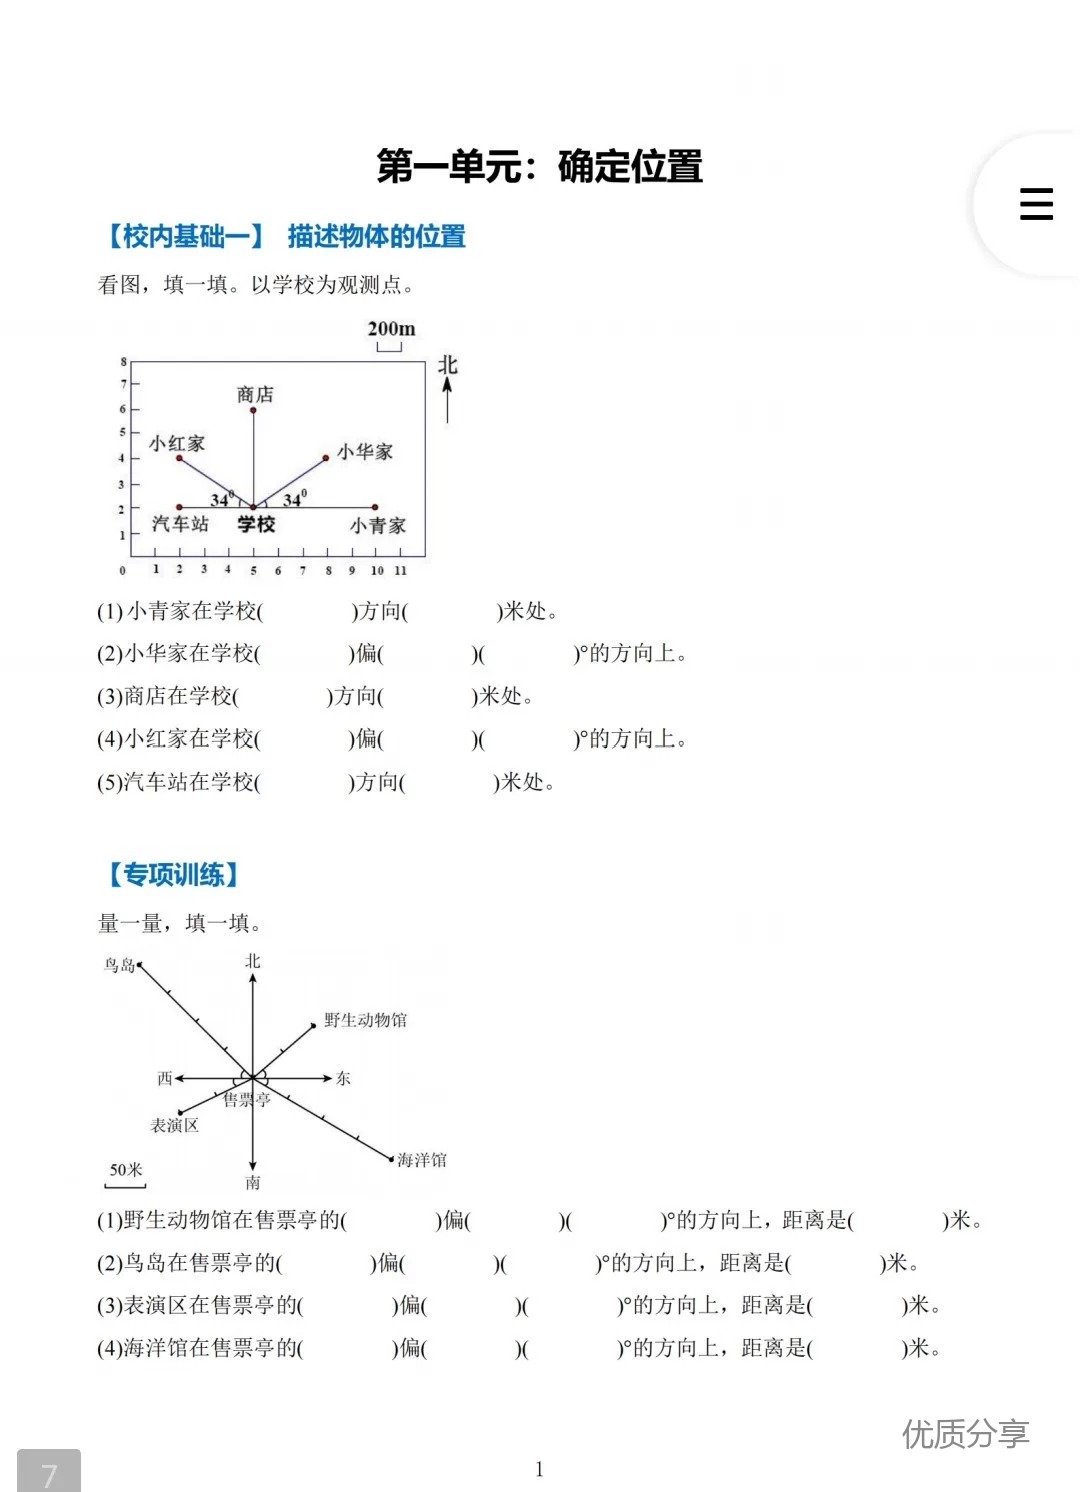 第一单元：确定位置
【校内基础一】 描述物体的位置
看图，填一填。以学校为观测点。
200m
北
8
7
6
5
4
3
2
1
商店
小红家
小华家
34⁰
34⁰
汽车站
学校
小青家
0 1 2 3 4 5 6 7 8 9 10 11
(1) 小青家在学校( )方向( )米处。
(2)小华家在学校( )偏( )( )°的方向上。
(3)商店在学校( )方向( )米处。
(4)小红家在学校( )偏( )( )°的方向上。
(5)汽车站在学校( )方向( )米处。
【专项训练】
量一量，填一填。
鸟岛
北
野生动物馆
西
东
售票亭
表演区
海洋馆
50米
南
(1)野生动物馆在售票亭的( )偏( )( )°的方向上，距离是( )米。
(2)鸟岛在售票亭的( )偏( )( )°的方向上，距离是( )米。
(3)表演区在售票亭的( )偏( )( )°的方向上，距离是( )米。
(4)海洋馆在售票亭的( )偏( )( )°的方向上，距离是( )米。
优质分享
7
1